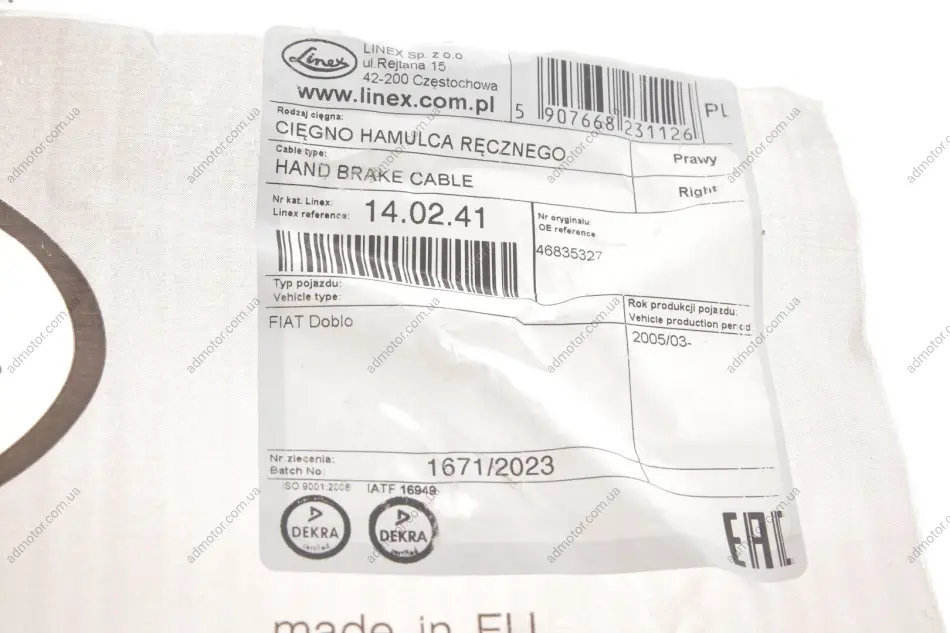 Linex
LINEX Sp. z o.o.
ul.Rejtana 15
42-200 Częstochowa
www.linex.com.pl
5 907668 231126
PL
Rodzaj cięgna:
CIĘGNO HAMULCA RĘCZNEGO
Prawy
Cable type:
HAND BRAKE CABLE
Right
Nr kat. Linex:
Linex reference:
14.02.41
Nr oryginału:
OE reference
46835327
Typ pojazdu:
Vehicle type:
FIAT Doblo
Rok produkcji pojazdu:
Vehicle production period
2005/03-
Nr zlecenia:
Batch No:
1671/2023
ISO 9001:2008
IATF 16949
DEKRA
certified
DEKRA
certified
EAC
made in EU
admotor.com.ua